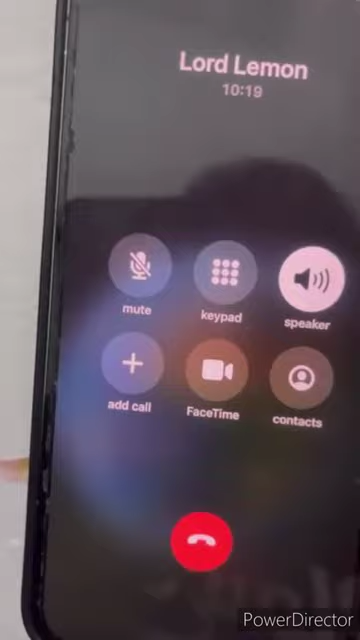 Lord Lemon
10:19
mute
keypad
speaker
add call
FaceTime
contacts
PowerDirector